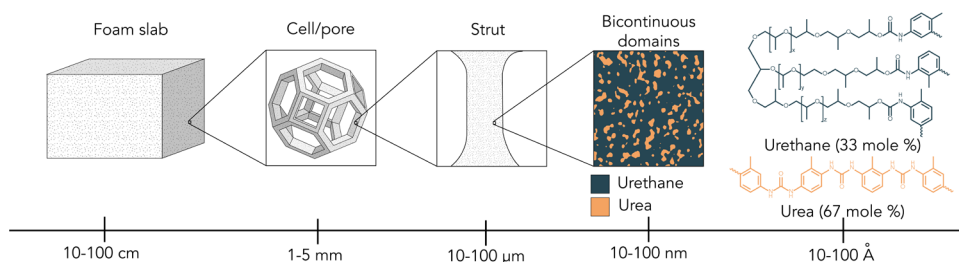 Foam slab
Cell/pore
Strut
Bicontinuous
domains
Urethane
Urea
Urethane (33 mole %)
Urea (67 mole %)
10-100 cm
1-5 mm
10-100 µm
10-100 nm
10-100 Å